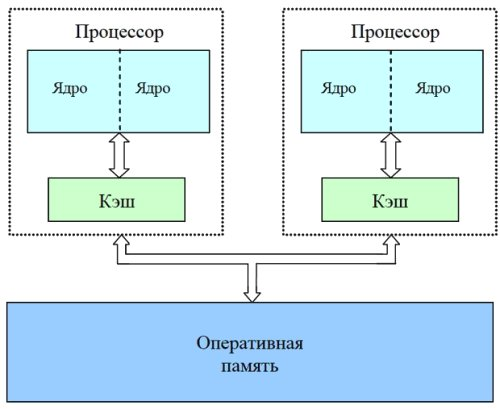 Процессор
Процессор
Ядро
Ядро
Ядро
Ядро
Кэш
Кэш
Оперативная
память